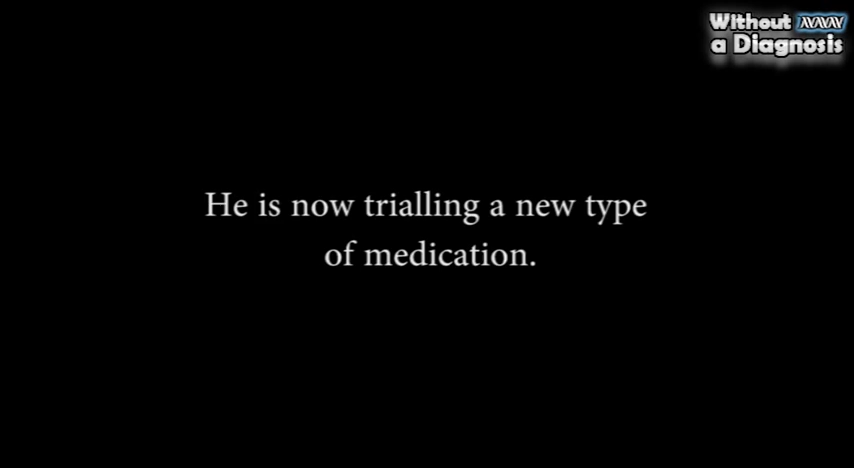 Without
a Diagnosis
He is now trialling a new type
of medication.